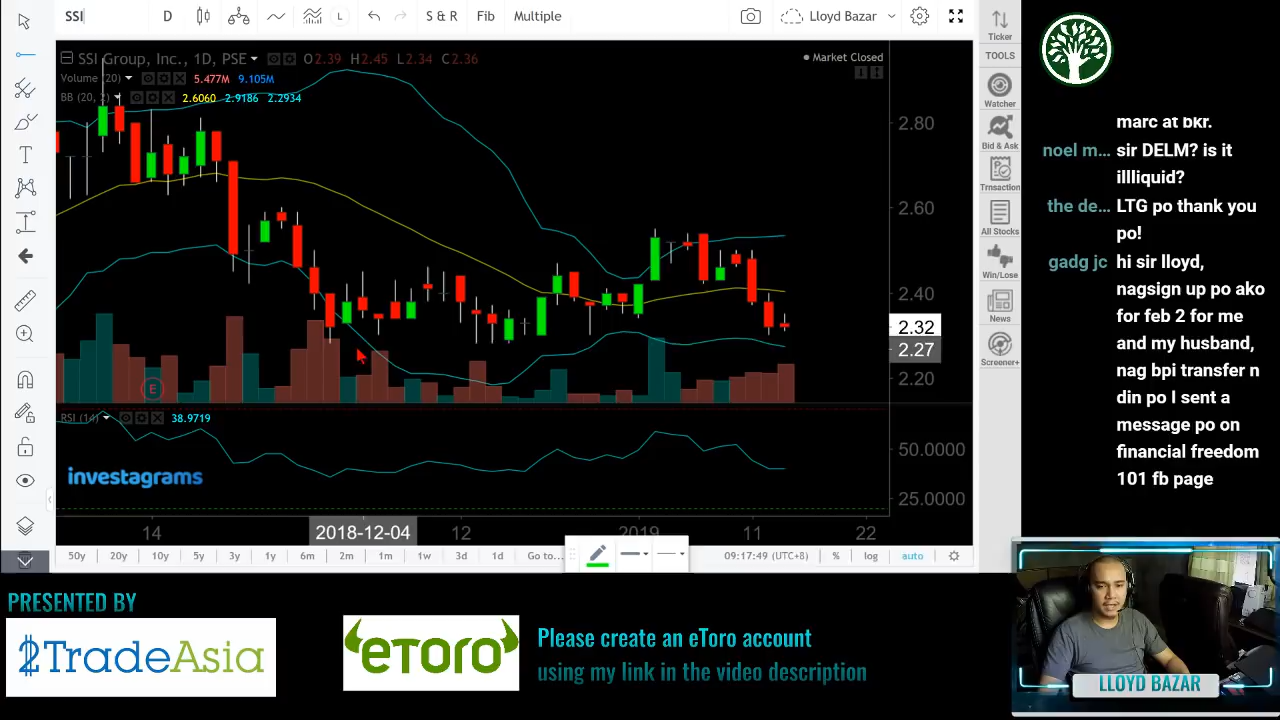 SSI
D
L
S & R
Fib
Multiple
Lloyd Bazar
SSI Group, Inc., 1D, PSE
O2.39 H2.45 L2.34 C2.36
Market Closed
Volume (20)
5.477M 9.105M
BB (20, 2)
2.6060 2.9186 2.2934
2.80
2.60
2.40
2.32
2.27
2.20
E
RSI (14)
38.9719
50.0000
25.0000
investagrams
14
2018-12-04
12
2019
11
22
50y 20y 10y 5y 3y 1y 6m 2m 1m 1w 3d 1d Go to...
09:17:49 (UTC+8)
% log auto
Ticker
TOOLS
Watcher
Bid & Ask
Trnsaction
All Stocks
Win/Lose
News
Screener+
marc at bkr.
noel m... sir DELM? is it
illliquid?
the de... LTG po thank you
po!
gadg jc hi sir lloyd,
nagsign up po ako
for feb 2 for me
and my husband,
nag bpi transfer n
din po I sent a
message po on
financial freedom
101 fb page
PRESENTED BY
2TradeAsia
eToro
Please create an eToro account
using my link in the video description
LLOYD BAZAR